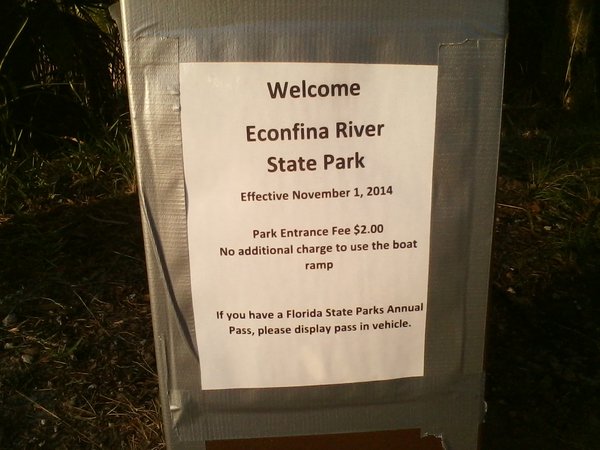 Welcome
Econfina River
State Park
Effective November 1, 2014
Park Entrance Fee $2.00
No additional charge to use the boat
ramp
If you have a Florida State Parks Annual
Pass, please display pass in vehicle.